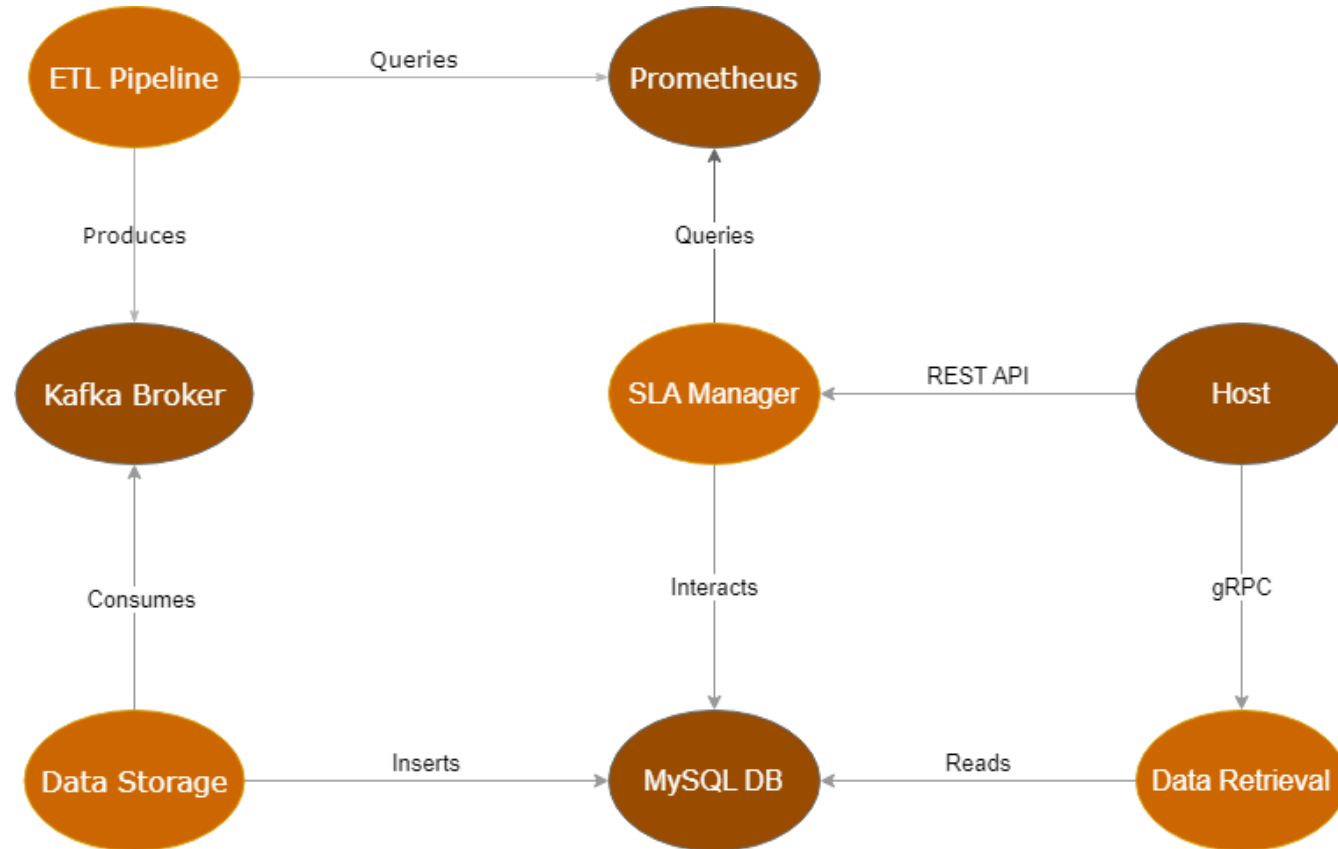 ETL Pipeline
Queries
Prometheus
Produces
Queries
Kafka Broker
SLA Manager
REST API
Host
Consumes
Interacts
gRPC
Data Storage
Inserts
MySQL DB
Reads
Data Retrieval